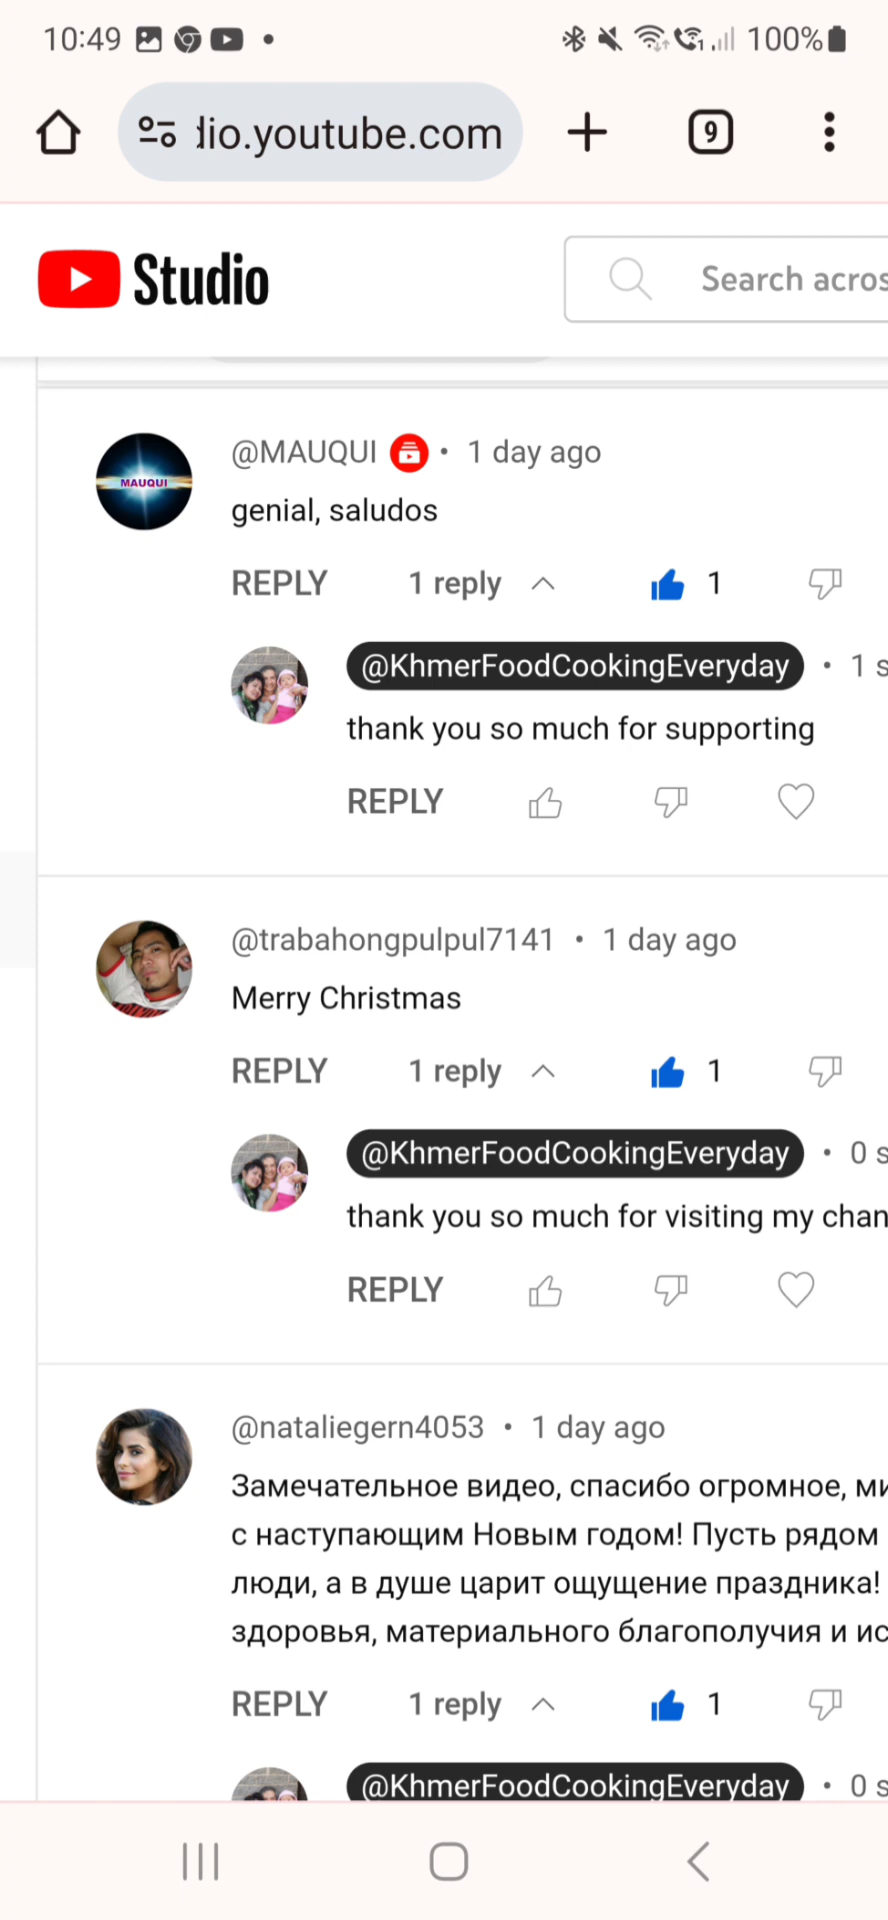 10:49
100%
dio.youtube.com
9
Studio
Search acros
@MAUQUI • 1 day ago
MAUQUI
genial, saludos
REPLY 1 reply 1
@KhmerFoodCookingEveryday • 1 s
thank you so much for supporting
REPLY
@trabahongpulpul7141 • 1 day ago
Merry Christmas
REPLY 1 reply 1
@KhmerFoodCookingEveryday • 0 s
thank you so much for visiting my chan
REPLY
@nataliegern4053 • 1 day ago
Замечательное видео, спасибо огромное, ми
с наступающим Новым годом! Пусть рядом
люди, а в душе царит ощущение праздника!
здоровья, материального благополучия и ис
REPLY 1 reply 1
@KhmerFoodCookingEveryday • 0 s